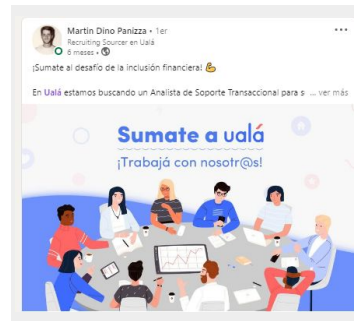 Martin Dino Panizza • 1er
Recruiting Sourcer en Ualá
6 meses •
¡Sumate al desafío de la inclusión financiera! 💪
En Ualá estamos buscando un Analista de Soporte Transaccional para s ... ver más
Sumate a ualá
¡Trabajá con nosotr@s!